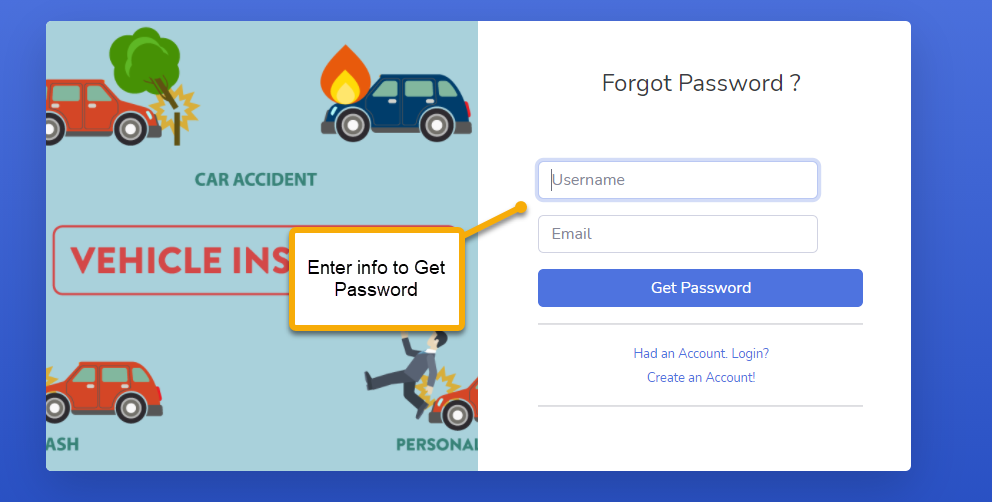 CAR ACCIDENT
VEHICLE INS
ASH
PERSONAL
Enter info to Get
Password
Forgot Password ?
Username
Email
Get Password
Had an Account. Login?
Create an Account!